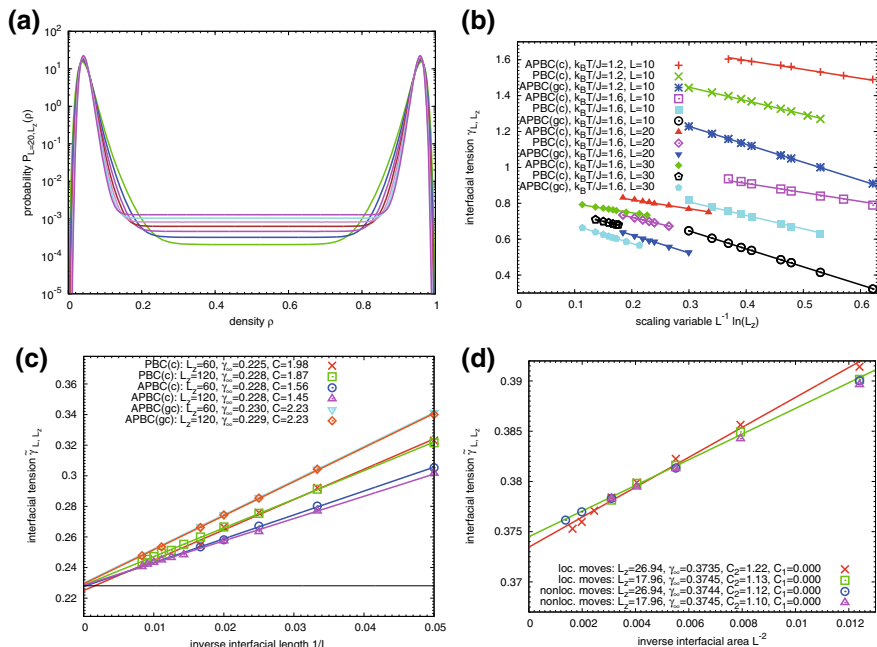 (a)
10²
10¹
10⁰
10⁻¹
10⁻²
10⁻³
10⁻⁴
10⁻⁵
probability P_{L=20,L_z}(ρ)
0 0.2 0.4 0.6 0.8 1
density ρ
(b)
APBC(c), k_BT/J=1.2, L=10
PBC(c), k_BT/J=1.2, L=10
APBC(gc), k_BT/J=1.2, L=10
APBC(c), k_BT/J=1.6, L=10
PBC(c), k_BT/J=1.6, L=10
APBC(gc), k_BT/J=1.6, L=10
APBC(c), k_BT/J=1.6, L=20
PBC(c), k_BT/J=1.6, L=20
APBC(gc), k_BT/J=1.6, L=20
APBC(c), k_BT/J=1.6, L=30
PBC(c), k_BT/J=1.6, L=30
APBC(gc), k_BT/J=1.6, L=30
1.6
1.4
1.2
1.0
0.8
0.6
0.4
interfacial tension γ_{L, L_z}
0 0.1 0.2 0.3 0.4 0.5 0.6
scaling variable L⁻¹ ln(L_z)
(c)
PBC(c): L_z=60, γ_∞=0.225, C=1.98
PBC(c): L_z=120, γ_∞=0.228, C=1.87
APBC(c): L_z=60, γ_∞=0.228, C=1.56
APBC(c): L_z=120, γ_∞=0.228, C=1.45
APBC(gc): L_z=60, γ_∞=0.230, C=2.23
APBC(gc): L_z=120, γ_∞=0.229, C=2.23
0.36
0.34
0.32
0.30
0.28
0.26
0.24
0.22
interfacial tension γ̃_{L, L_z}
0 0.01 0.02 0.03 0.04 0.05
inverse interfacial length 1/L
(d)
0.39
0.385
0.38
0.375
0.37
interfacial tension γ̃_{L, L_z}
loc. moves: L_z=26.94, γ_∞=0.3735, C₂=1.22, C₁=0.000
loc. moves: L_z=17.96, γ_∞=0.3745, C₂=1.13, C₁=0.000
nonloc. moves: L_z=26.94, γ_∞=0.3744, C₂=1.12, C₁=0.000
nonloc. moves: L_z=17.96, γ_∞=0.3745, C₂=1.10, C₁=0.000
0 0.002 0.004 0.006 0.008 0.01 0.012
inverse interfacial area L⁻²